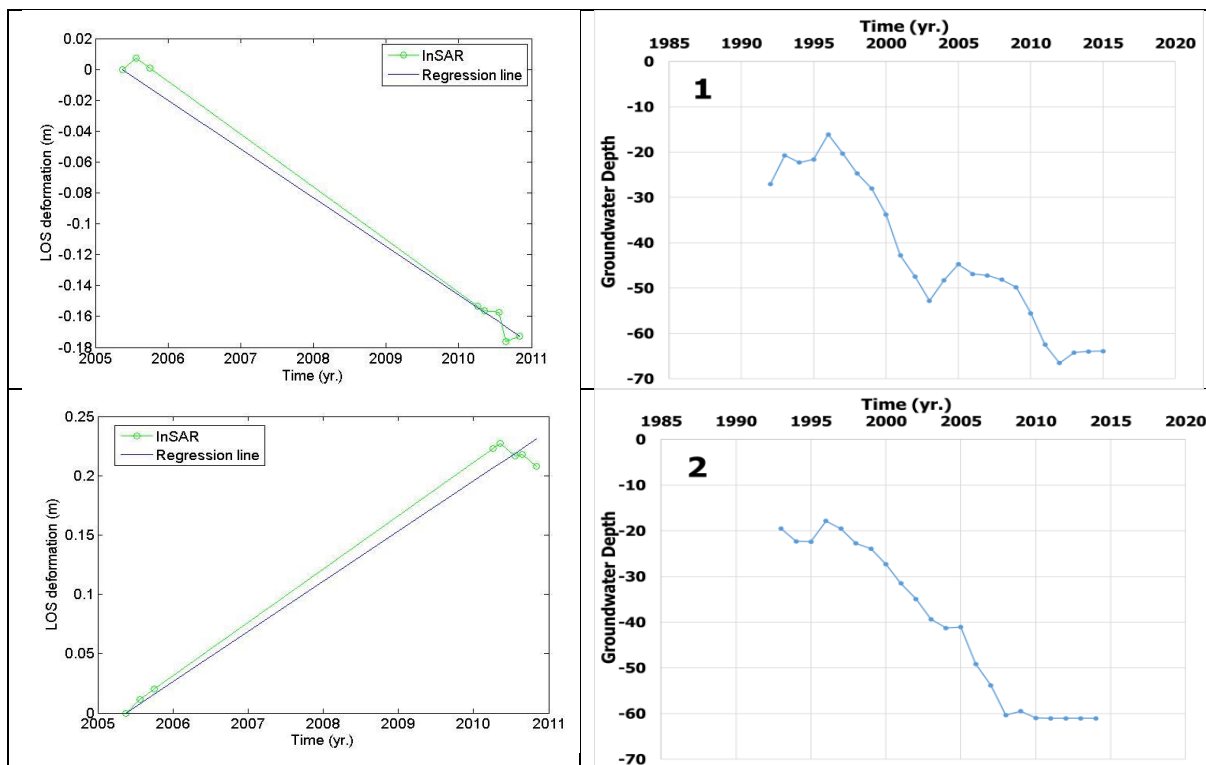 0.02
0
-0.02
-0.04
-0.06
-0.08
-0.1
-0.12
-0.14
-0.16
-0.18
LOS deformation (m)
InSAR
Regression line
2005 2006 2007 2008 2009 2010 2011
Time (yr.)
Time (yr.)
1985 1990 1995 2000 2005 2010 2015 2020
0
-10
-20
-30
-40
-50
-60
-70
Groundwater Depth
1
0.25
0.2
0.15
0.1
0.05
0
LOS deformation (m)
InSAR
Regression line
2005 2006 2007 2008 2009 2010 2011
Time (yr.)
Time (yr.)
1985 1990 1995 2000 2005 2010 2015 2020
0
-10
-20
-30
-40
-50
-60
-70
Groundwater Depth
2